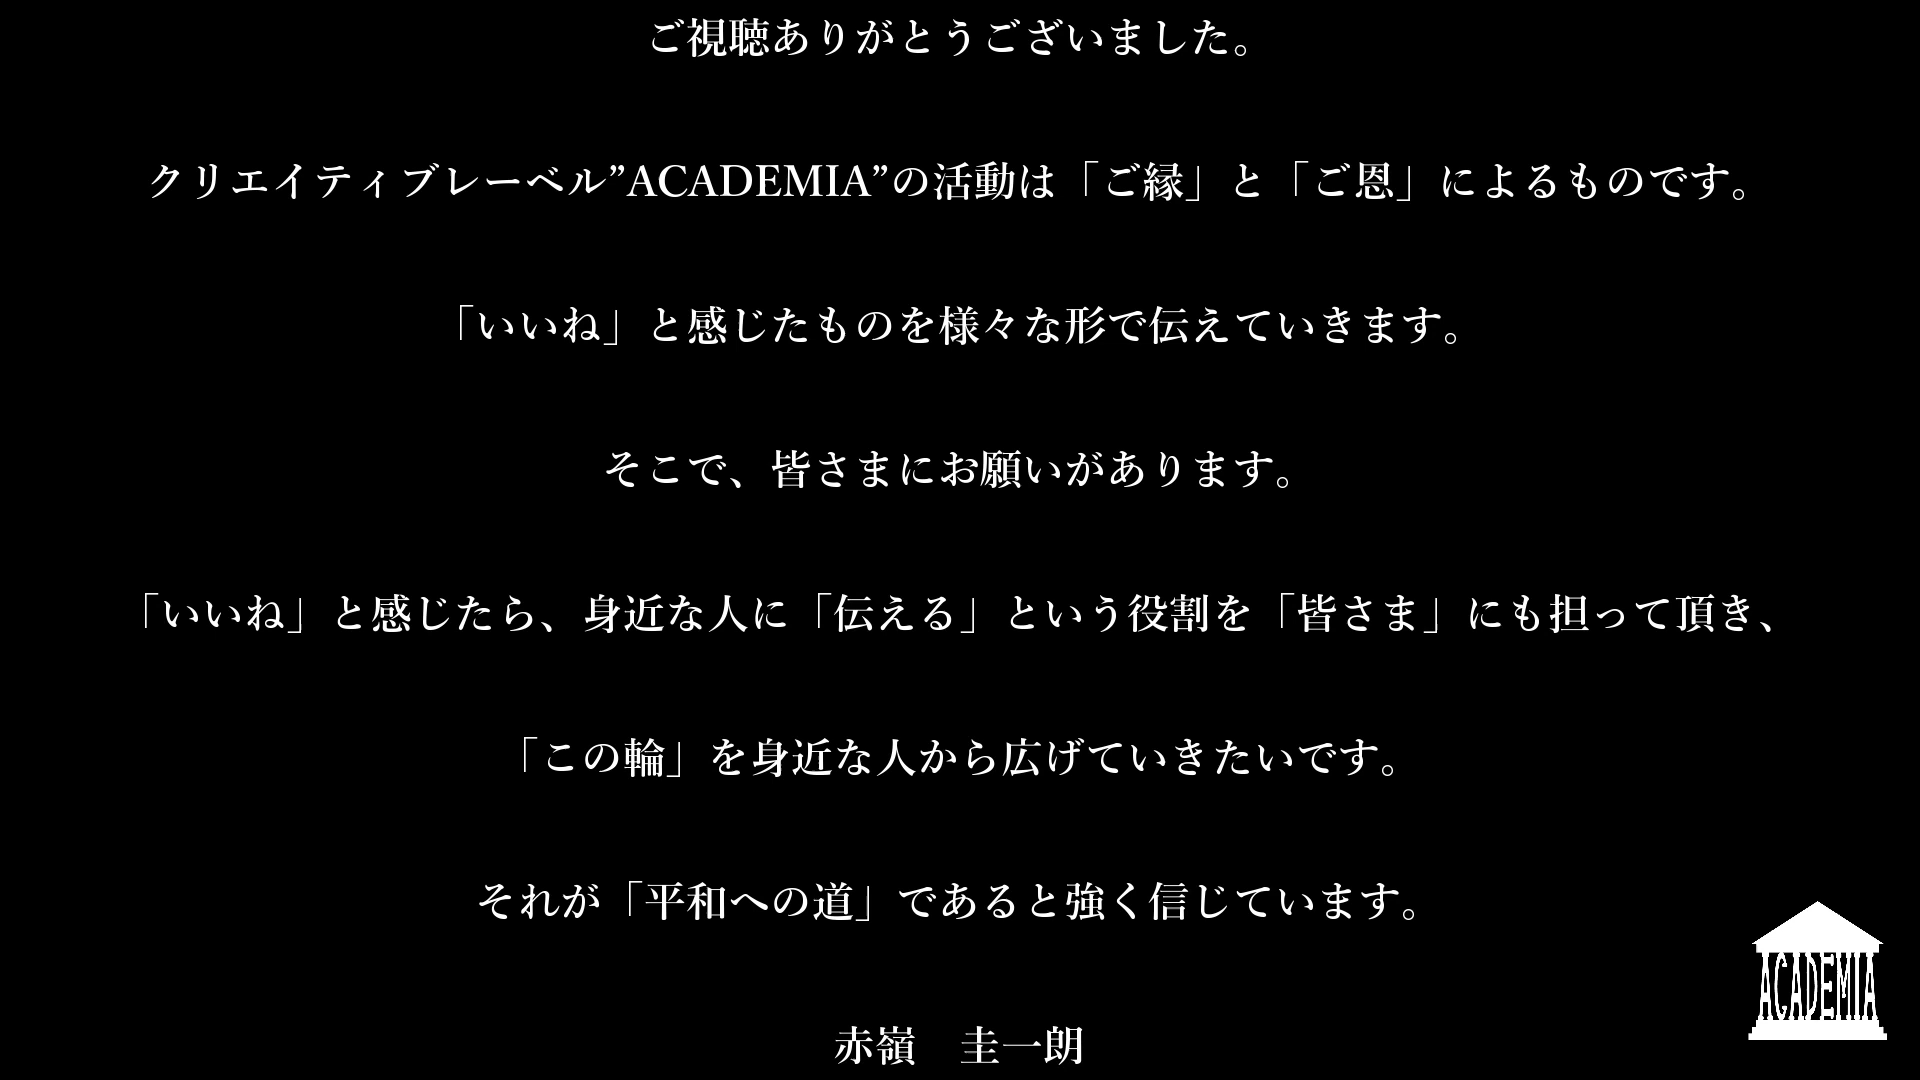 ご視聴ありがとうございました。
クリエイティブレーベル”ACADEMIA”の活動は「ご縁」と「ご恩」によるものです。
「いいね」と感じたものを様々な形で伝えていきます。
そこで、皆さまにお願いがあります。
「いいね」と感じたら、身近な人に「伝える」という役割を「皆さま」にも担って頂き、
「この輪」を身近な人から広げていきたいです。
それが「平和への道」であると強く信じています。
赤嶺　圭一朗
ACADEMIA